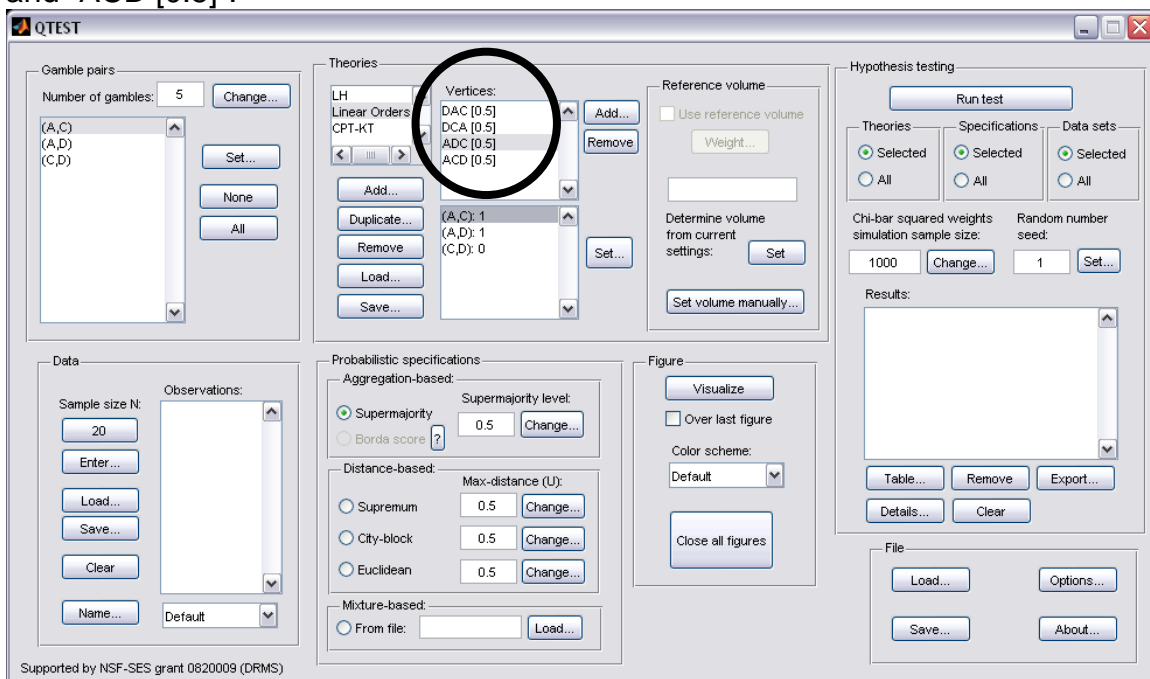 and "ACD [0.5]".
QTEST
Gamble pairs
Number of gambles: 5 Change...
(A,C)
(A,D)
(C,D)
Set...
None
All
Theories
LH
Linear Orders
CPT-KT
Add...
Duplicate...
Remove
Load...
Save...
Vertices:
DAC [0.5]
DCA [0.5]
ADC [0.5]
ACD [0.5]
Add...
Remove
(A,C): 1
(A,D): 1
(C,D): 0
Set...
Reference volume
Use reference volume
Weight...
Determine volume
from current
settings: Set
Set volume manually...
Hypothesis testing
Run test
Theories
Selected
All
Specifications
Selected
All
Data sets
Selected
All
Chi-bar squared weights
simulation sample size:
1000 Change...
Random number
seed:
1 Set...
Results:
Table... Remove Export...
Details... Clear
Data
Sample size N:
20
Enter...
Load...
Save...
Clear
Name...
Observations:
Default
Probabilistic specifications
Aggregation-based:
Supermajority level:
Supermajority 0.5 Change...
Borda score ?
Distance-based:
Max-distance (U):
Supremum 0.5 Change...
City-block 0.5 Change...
Euclidean 0.5 Change...
Mixture-based:
From file: Load...
Figure
Visualize
Over last figure
Color scheme:
Default
Close all figures
File
Load... Options...
Save... About...
Supported by NSF-SES grant 0820009 (DRMS)